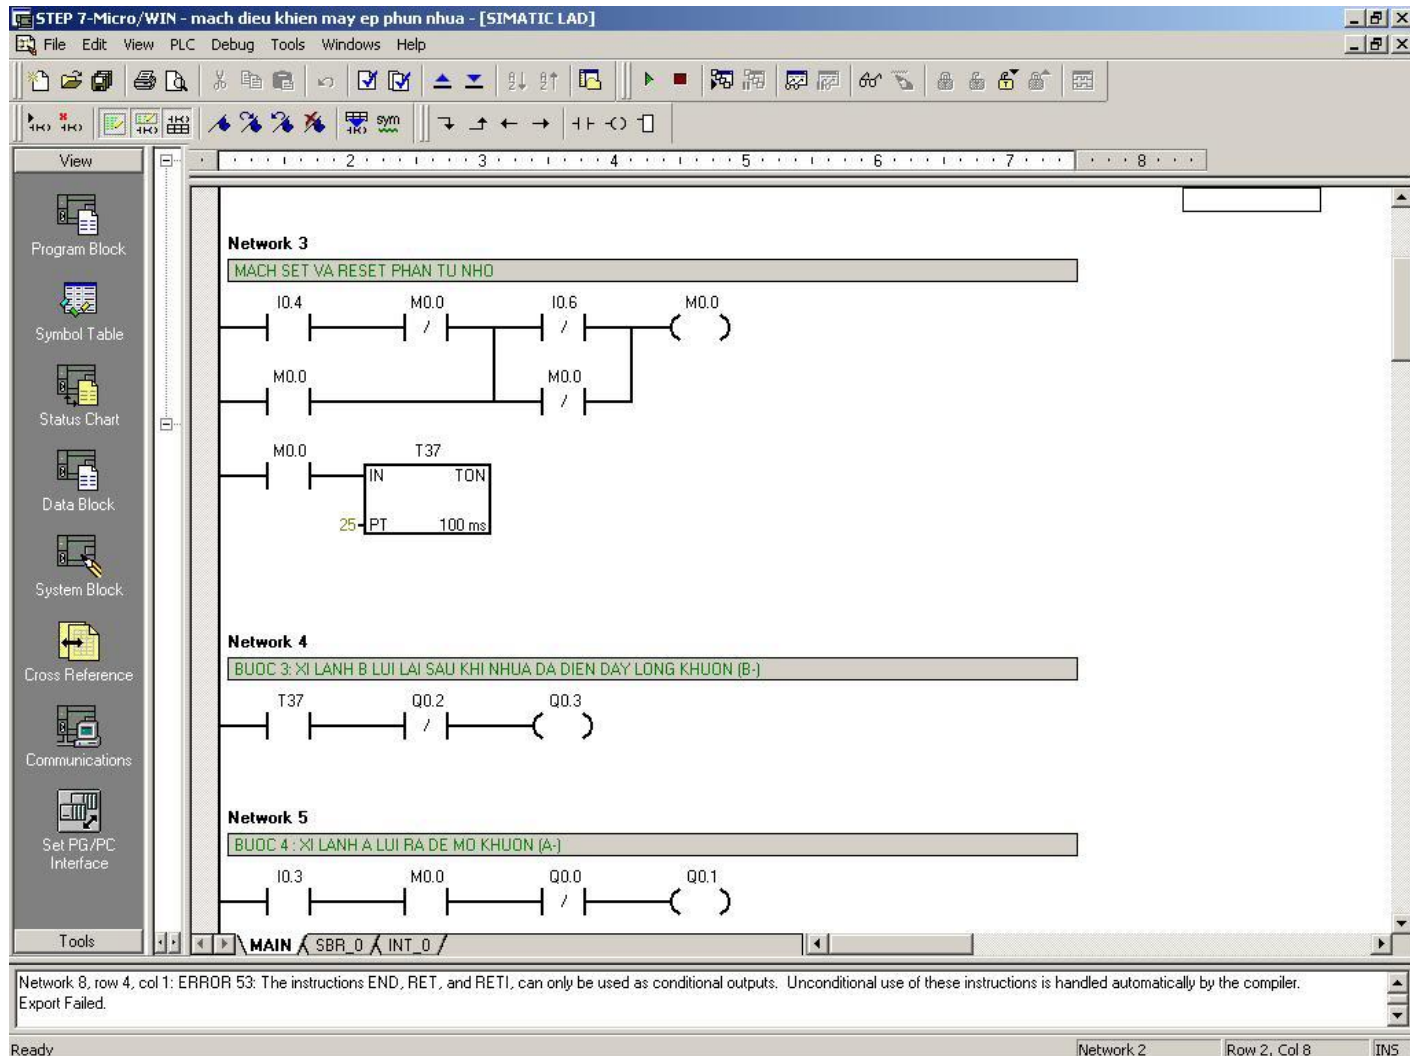 STEP 7-Micro/WIN - mach dieu khien may ep phun nhua - [SIMATIC LAD]
File Edit View PLC Debug Tools Windows Help
sym
View
2 3 4 5 6 7 8
Program Block
Symbol Table
Status Chart
Data Block
System Block
Cross Reference
Communications
Set PG/PC
Interface
Tools
Network 3
MACH SET VA RESET PHAN TU NHO
I0.4 M0.0 I0.6 M0.0
M0.0 M0.0
M0.0 T37
IN TON
25 PT 100 ms
Network 4
BUOC 3: XI LANH B LUI LAI SAU KHI NHUA DA DIEN DAY LONG KHUON (B-)
T37 Q0.2 Q0.3
Network 5
BUOC 4 : XI LANH A LUI RA DE MO KHUON (A-)
I0.3 M0.0 Q0.0 Q0.1
MAIN SBR_0 INT_0
Network 8, row 4, col 1: ERROR 53: The instructions END, RET, and RETI, can only be used as conditional outputs. Unconditional use of these instructions is handled automatically by the compiler.
Export Failed.
Ready Network 2 Row 2, Col 8 INS